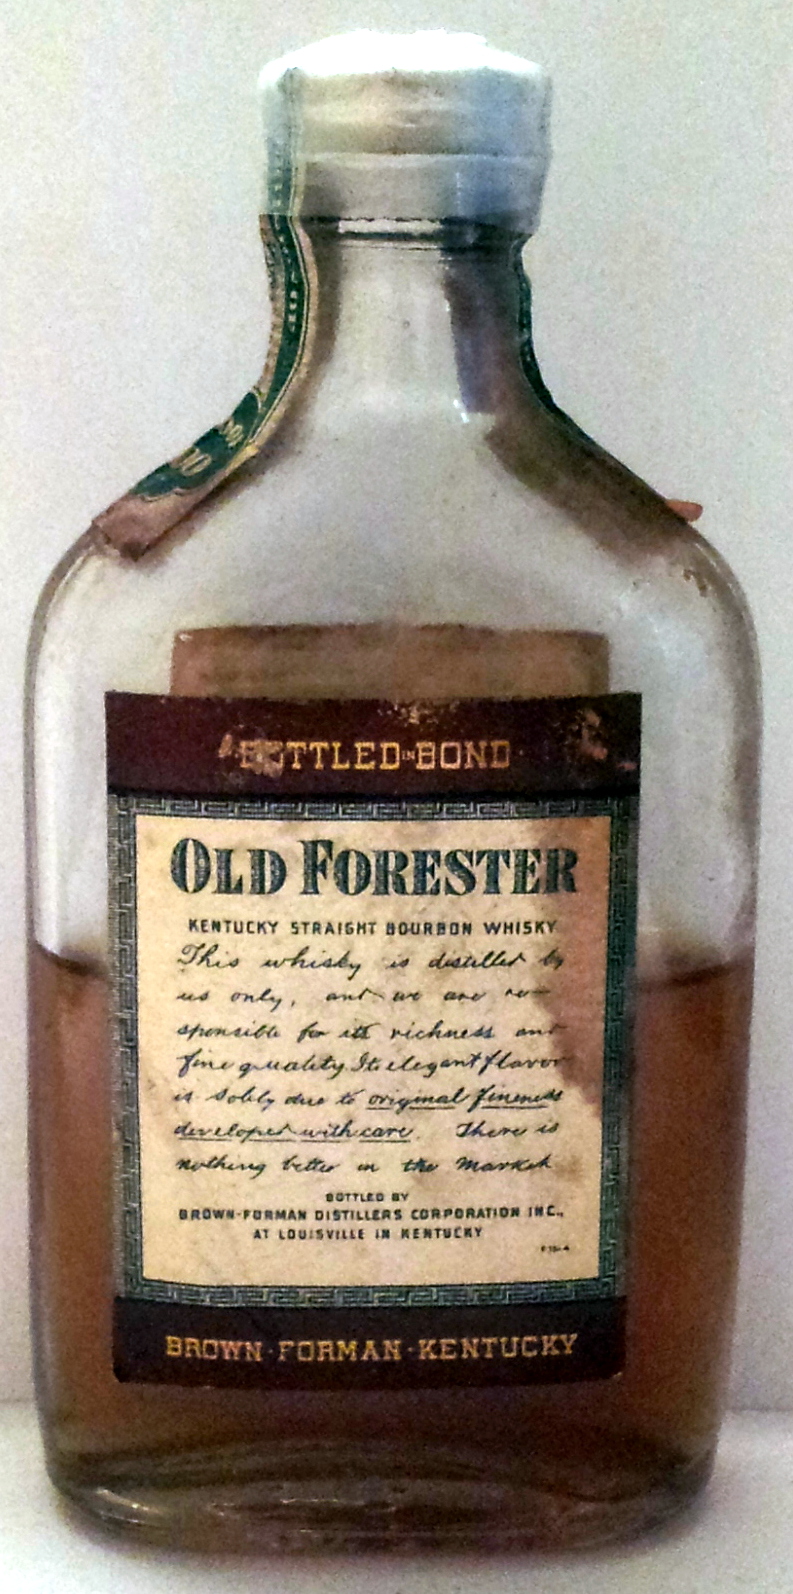 BOTTLED IN BOND
OLD FORESTER
KENTUCKY STRAIGHT BOURBON WHISKY
This whisky is distilled by
us only, and we are re-
sponsible for its richness and
fine quality. Its elegant flavor
is solely due to original fineness
developed with care. There is
nothing better in the market.
BOTTLED BY
BROWN-FORMAN DISTILLERS CORPORATION INC.,
AT LOUISVILLE IN KENTUCKY
BROWN·FORMAN·KENTUCKY